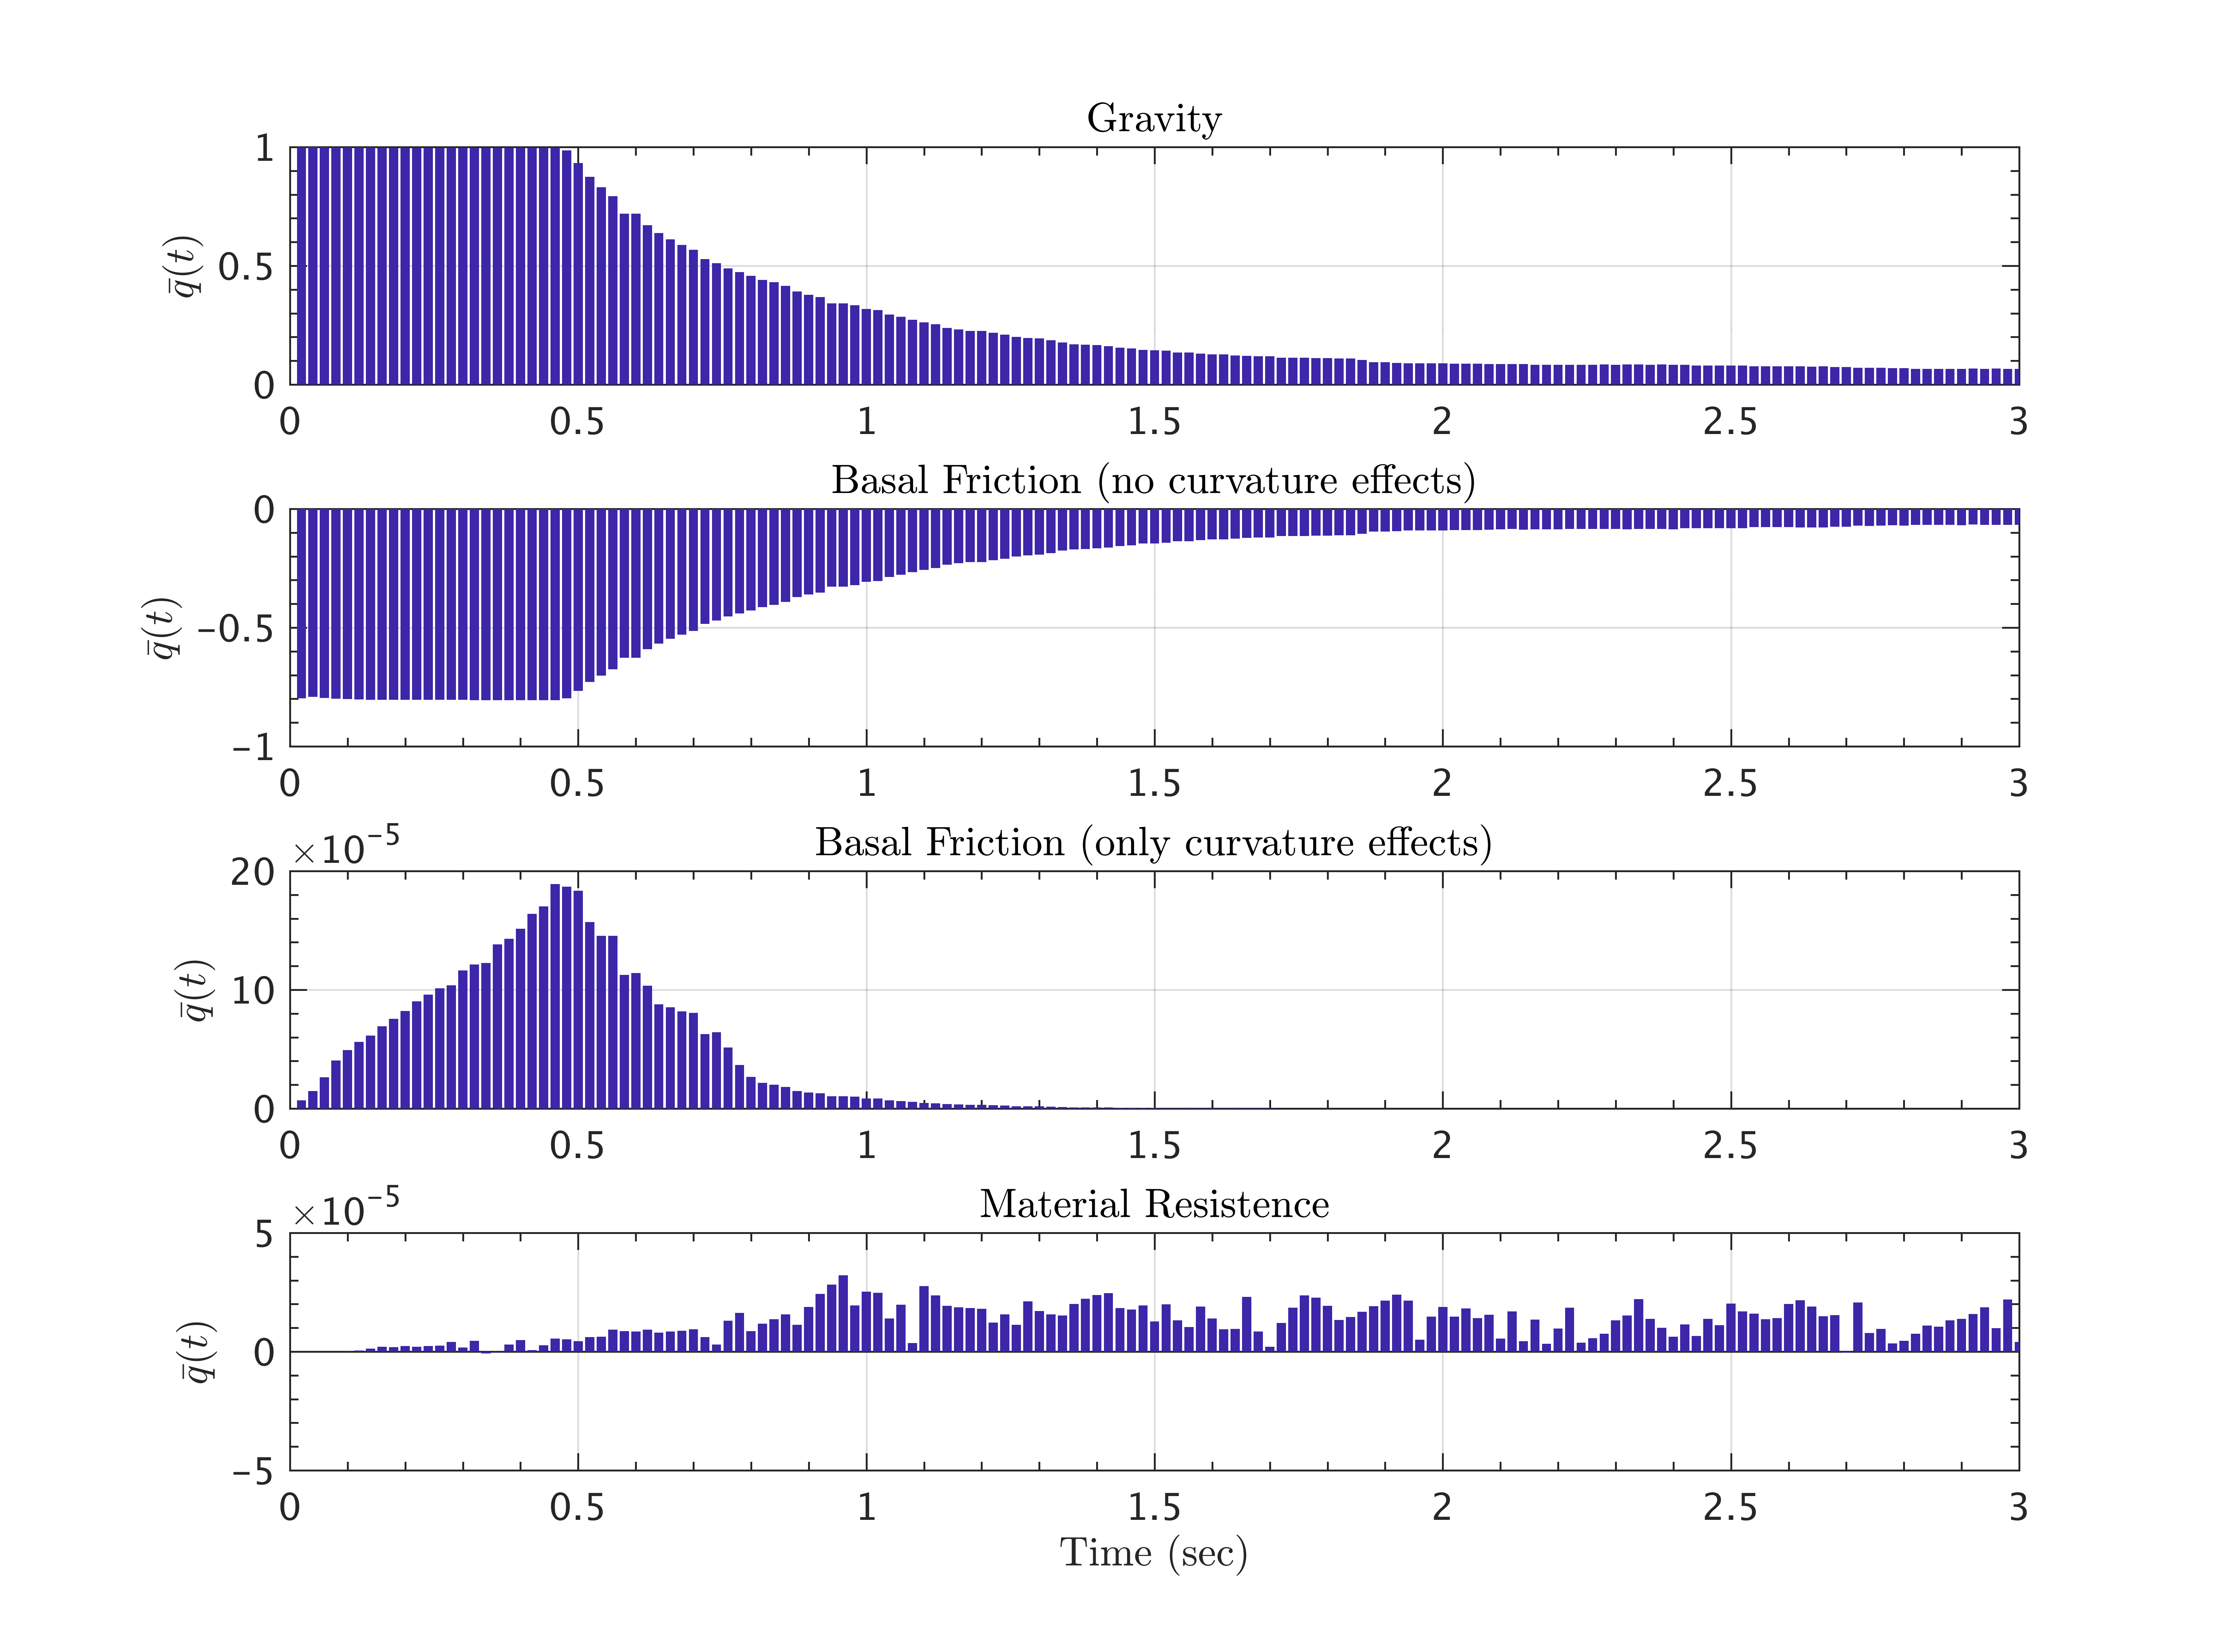 Gravity
1
0.5
0
q̄(t)
0 0.5 1 1.5 2 2.5 3
Basal Friction (no curvature effects)
0
−0.5
−1
q̄(t)
0 0.5 1 1.5 2 2.5 3
×10⁻⁵
Basal Friction (only curvature effects)
20
10
0
q̄(t)
0 0.5 1 1.5 2 2.5 3
×10⁻⁵
Material Resistence
5
0
−5
q̄(t)
0 0.5 1 1.5 2 2.5 3
Time (sec)